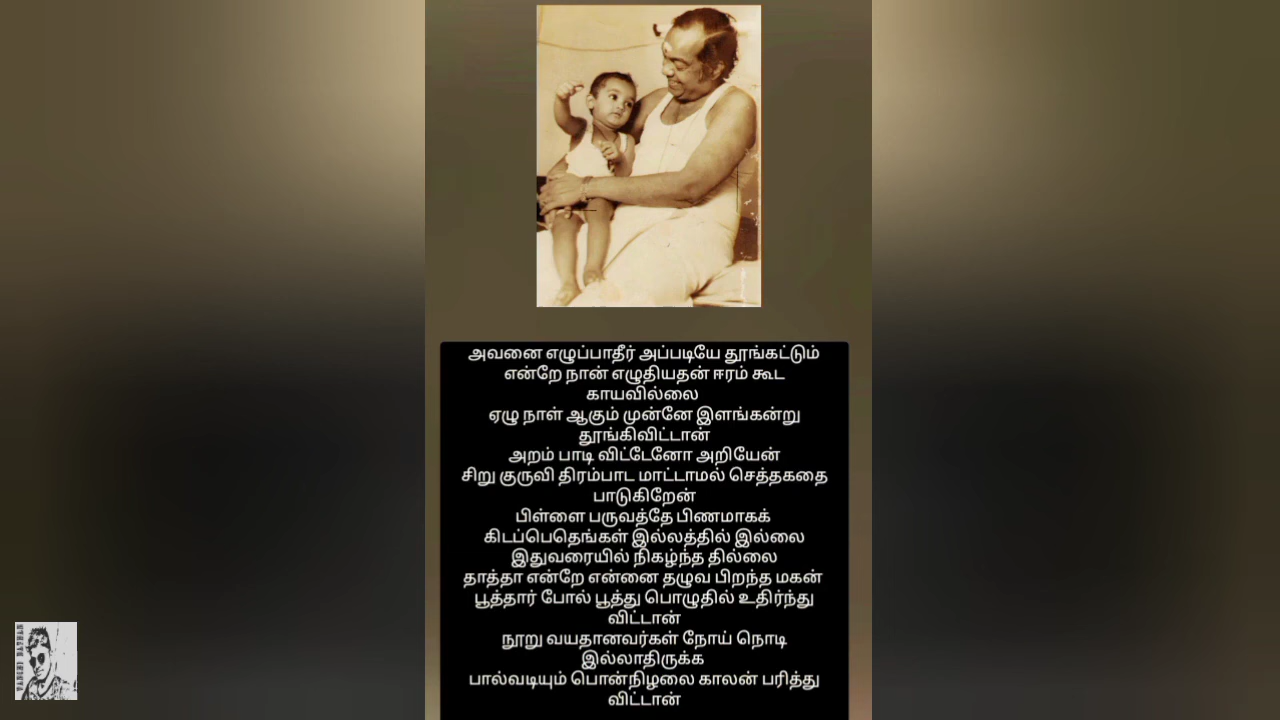 அவனை எழுப்பாதீர் அப்படியே தூங்கட்டும்
என்றே நான் எழுதியதன் ஈரம் கூட
காயவில்லை
ஏழு நாள் ஆகும் முன்னே இளங்கன்று
தூங்கிவிட்டான்
அறம் பாடி விட்டேனோ அறியேன்
சிறு குருவி திரம்பாட மாட்டாமல் செத்தகதை
பாடுகிறேன்
பிள்ளை பருவத்தே பிணமாகக்
கிடப்பெதெங்கள் இல்லத்தில் இல்லை
இதுவரையில் நிகழ்ந்த தில்லை
தாத்தா என்றே என்னை தழுவ பிறந்த மகன்
பூத்தார் போல் பூத்து பொழுதில் உதிர்ந்து
விட்டான்
நூறு வயதானவர்கள் நோய் நொடி
இல்லாதிருக்க
பால்வடியும் பொன்நிழலை காலன் பரித்து
விட்டான்